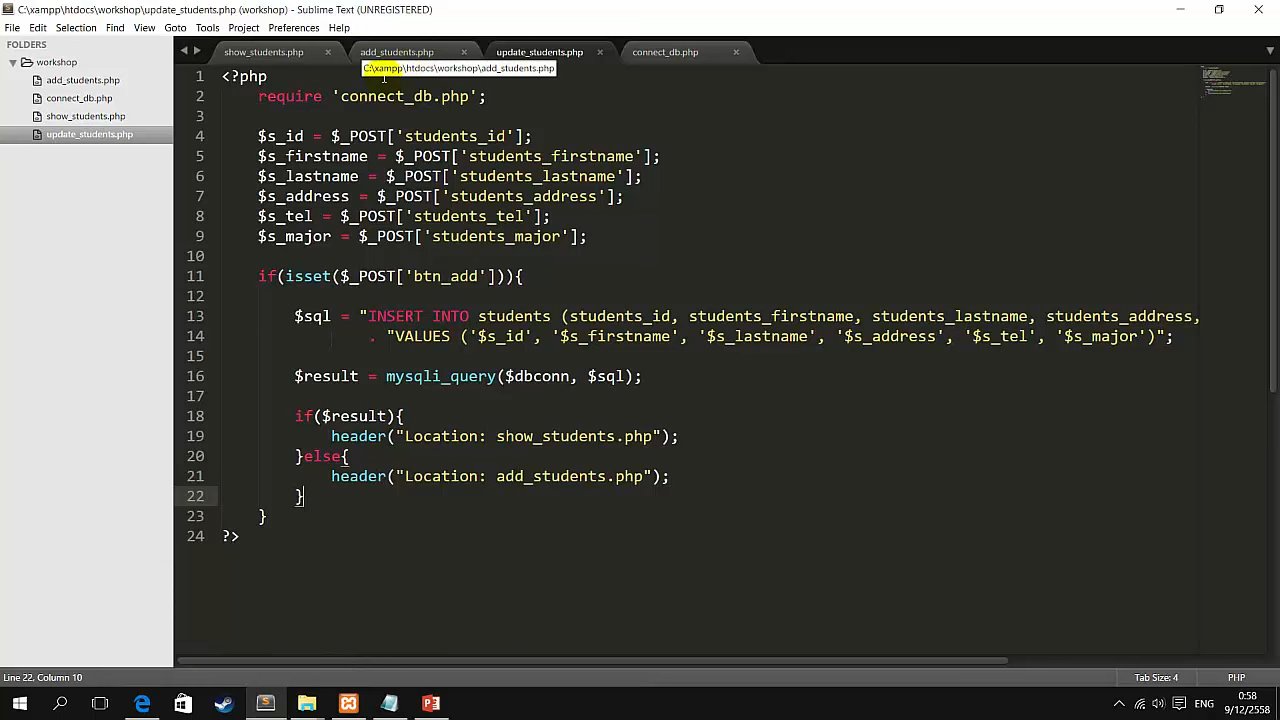 C:\xampp\htdocs\workshop\update_students.php (workshop) - Sublime Text (UNREGISTERED)
File Edit Selection Find View Goto Tools Project Preferences Help
FOLDERS
workshop
add_students.php
connect_db.php
show_students.php
update_students.php
show_students.php × add_students.php × update_students.php × connect_db.php ×
C:\xampp\htdocs\workshop\add_students.php
1 <?php
2 require 'connect_db.php';
3
4 $s_id = $_POST['students_id'];
5 $s_firstname = $_POST['students_firstname'];
6 $s_lastname = $_POST['students_lastname'];
7 $s_address = $_POST['students_address'];
8 $s_tel = $_POST['students_tel'];
9 $s_major = $_POST['students_major'];
10
11 if(isset($_POST['btn_add'])){
12
13 $sql = "INSERT INTO students (students_id, students_firstname, students_lastname, students_address,
14 . "VALUES ('$s_id', '$s_firstname', '$s_lastname', '$s_address', '$s_tel', '$s_major')";
15
16 $result = mysqli_query($dbconn, $sql);
17
18 if($result){
19 header("Location: show_students.php");
20 }else{
21 header("Location: add_students.php");
22 }
23 }
24 ?>
Line 22, Column 10 Tab Size: 4 PHP
ENG 0:58
9/12/2558